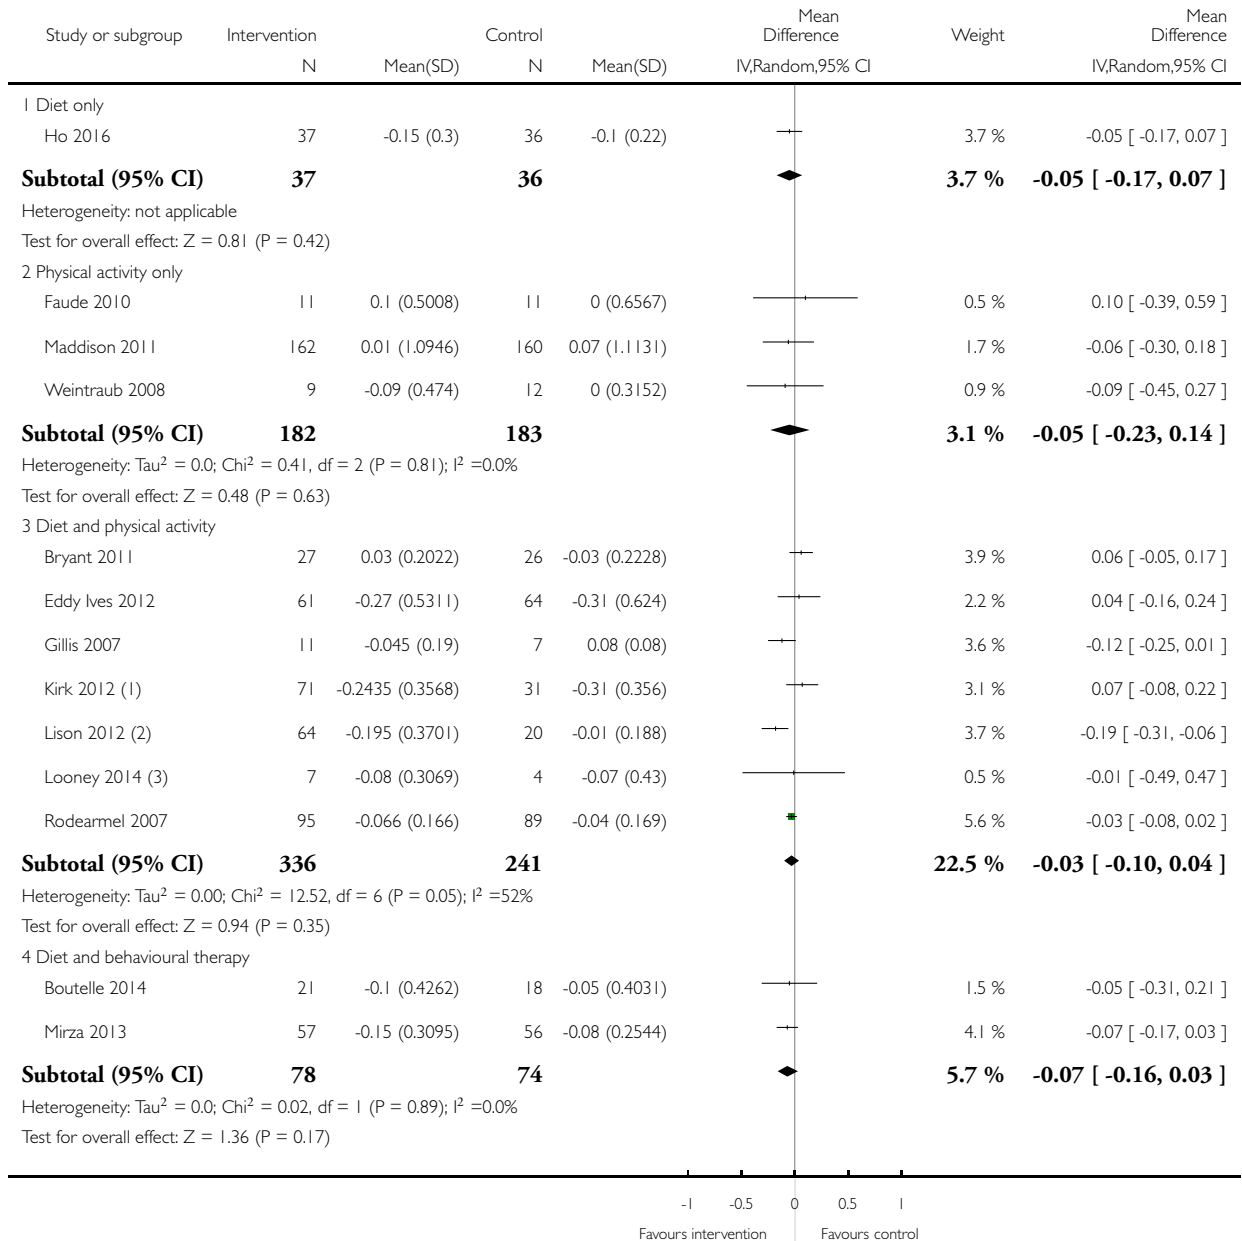 Study or subgroup Intervention Control Mean Difference Weight Mean Difference
N Mean(SD) N Mean(SD) IV,Random,95% CI IV,Random,95% CI
1 Diet only
Ho 2016 37 -0.15 (0.3) 36 -0.1 (0.22) 3.7 % -0.05 [ -0.17, 0.07 ]
Subtotal (95% CI) 37 36 3.7 % -0.05 [ -0.17, 0.07 ]
Heterogeneity: not applicable
Test for overall effect: Z = 0.81 (P = 0.42)
2 Physical activity only
Faude 2010 11 0.1 (0.5008) 11 0 (0.6567) 0.5 % 0.10 [ -0.39, 0.59 ]
Maddison 2011 162 0.01 (1.0946) 160 0.07 (1.1131) 1.7 % -0.06 [ -0.30, 0.18 ]
Weintraub 2008 9 -0.09 (0.474) 12 0 (0.3152) 0.9 % -0.09 [ -0.45, 0.27 ]
Subtotal (95% CI) 182 183 3.1 % -0.05 [ -0.23, 0.14 ]
Heterogeneity: Tau² = 0.0; Chi² = 0.41, df = 2 (P = 0.81); I² =0.0%
Test for overall effect: Z = 0.48 (P = 0.63)
3 Diet and physical activity
Bryant 2011 27 0.03 (0.2022) 26 -0.03 (0.2228) 3.9 % 0.06 [ -0.05, 0.17 ]
Eddy Ives 2012 61 -0.27 (0.5311) 64 -0.31 (0.624) 2.2 % 0.04 [ -0.16, 0.24 ]
Gillis 2007 11 -0.045 (0.19) 7 0.08 (0.08) 3.6 % -0.12 [ -0.25, 0.01 ]
Kirk 2012 (1) 71 -0.2435 (0.3568) 31 -0.31 (0.356) 3.1 % 0.07 [ -0.08, 0.22 ]
Lison 2012 (2) 64 -0.195 (0.3701) 20 -0.01 (0.188) 3.7 % -0.19 [ -0.31, -0.06 ]
Looney 2014 (3) 7 -0.08 (0.3069) 4 -0.07 (0.43) 0.5 % -0.01 [ -0.49, 0.47 ]
Rodearmel 2007 95 -0.066 (0.166) 89 -0.04 (0.169) 5.6 % -0.03 [ -0.08, 0.02 ]
Subtotal (95% CI) 336 241 22.5 % -0.03 [ -0.10, 0.04 ]
Heterogeneity: Tau² = 0.00; Chi² = 12.52, df = 6 (P = 0.05); I² =52%
Test for overall effect: Z = 0.94 (P = 0.35)
4 Diet and behavioural therapy
Boutelle 2014 21 -0.1 (0.4262) 18 -0.05 (0.4031) 1.5 % -0.05 [ -0.31, 0.21 ]
Mirza 2013 57 -0.15 (0.3095) 56 -0.08 (0.2544) 4.1 % -0.07 [ -0.17, 0.03 ]
Subtotal (95% CI) 78 74 5.7 % -0.07 [ -0.16, 0.03 ]
Heterogeneity: Tau² = 0.0; Chi² = 0.02, df = 1 (P = 0.89); I² =0.0%
Test for overall effect: Z = 1.36 (P = 0.17)
-1 -0.5 0 0.5 1
Favours intervention Favours control